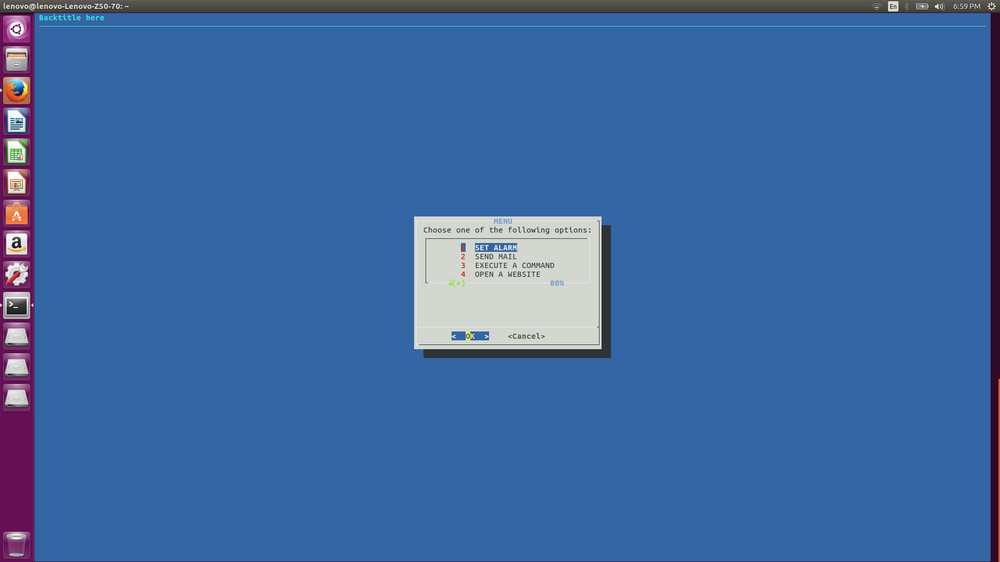 lenovo@lenovo-Lenovo-Z50-70: ~
En
6:59 PM
Backtitle here
MENU
Choose one of the following options:
1 SET ALARM
2 SEND MAIL
3 EXECUTE A COMMAND
4 OPEN A WEBSITE
↓(+) 80%
< OK > <Cancel>